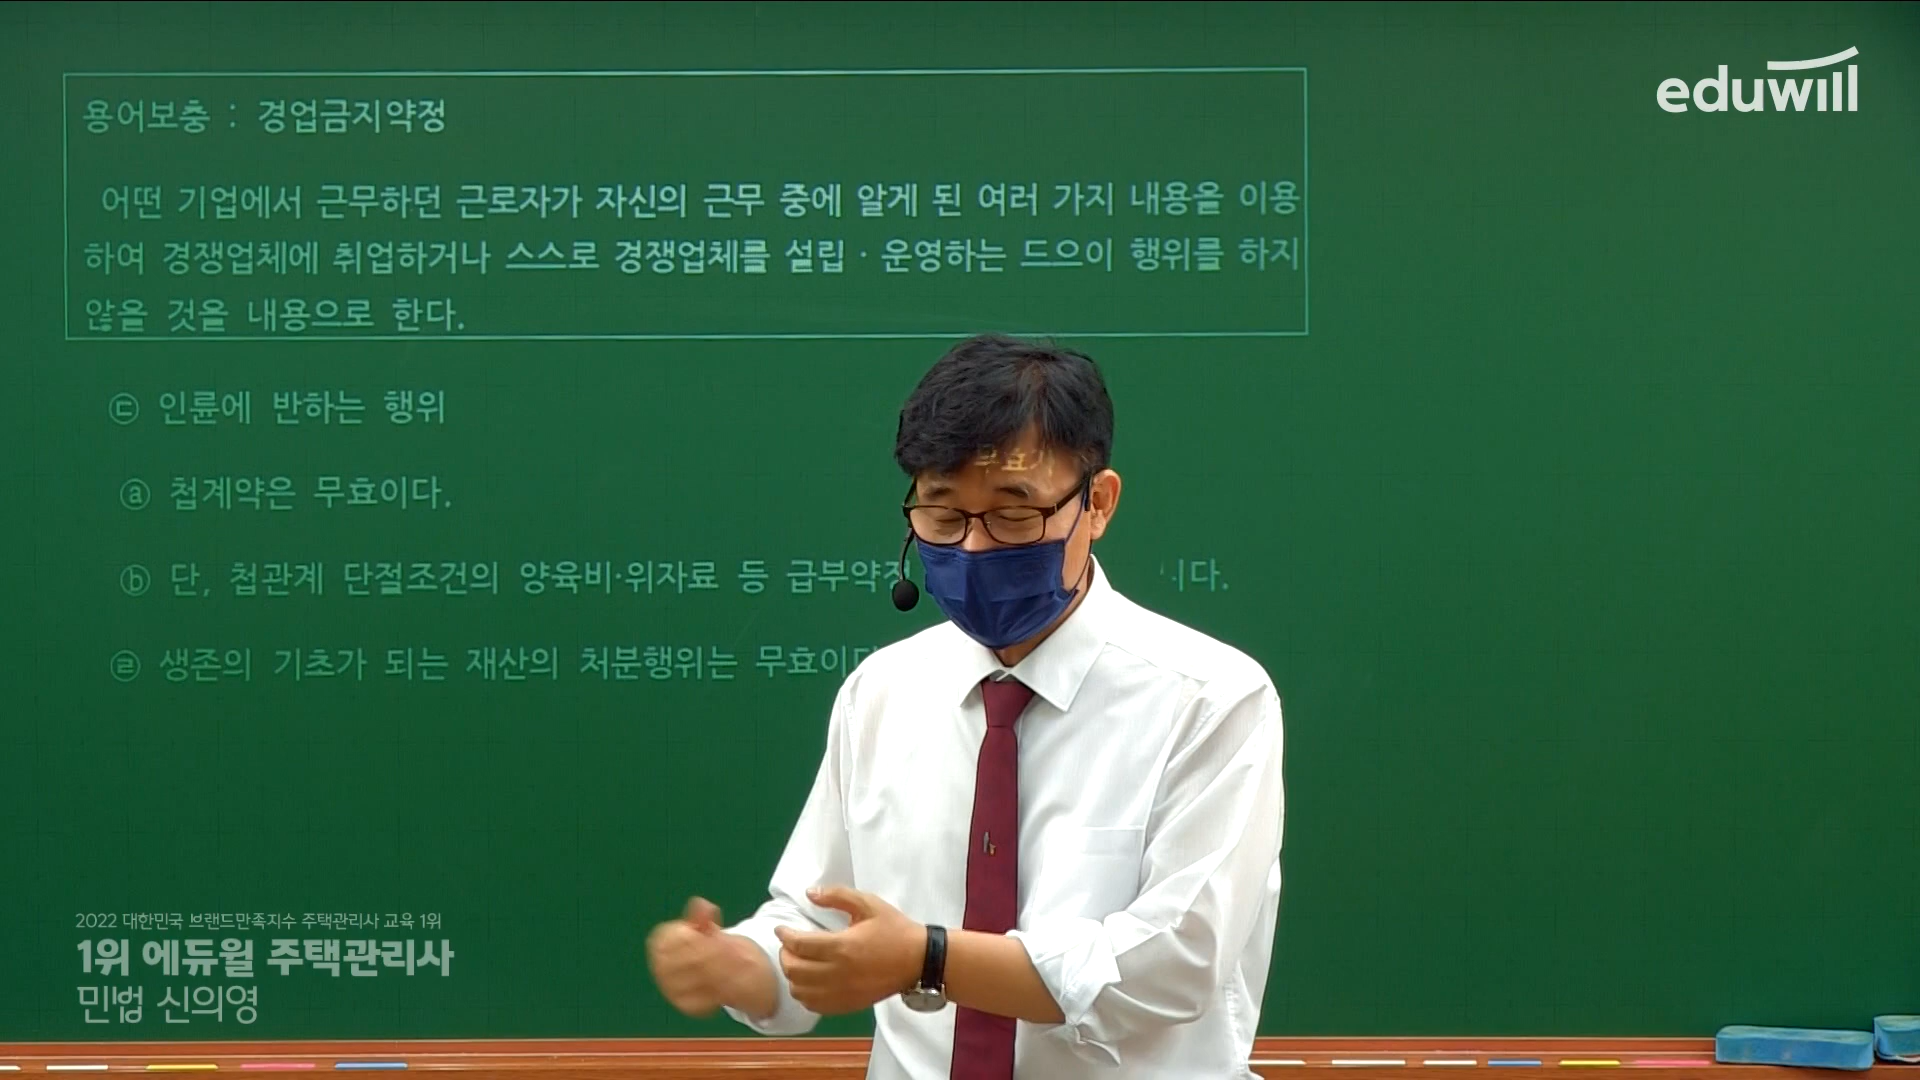 eduwill
용어보충 : 경업금지약정
어떤 기업에서 근무하던 근로자가 자신의 근무 중에 알게 된 여러 가지 내용을 이용
하여 경쟁업체에 취업하거나 스스로 경쟁업체를 설립·운영하는 드으이 행위를 하지
않을 것을 내용으로 한다.
㉢ 인륜에 반하는 행위
ⓐ 첩계약은 무효이다.
ⓑ 단, 첩관계 단절조건의 양육비·위자료 등
㉣ 생존의 기초가 되는 재산의 처분행위는
2022 대한민국 브랜드만족지수 주택관리사 교육 1위
1위 에듀윌 주택관리사
민법 신의영